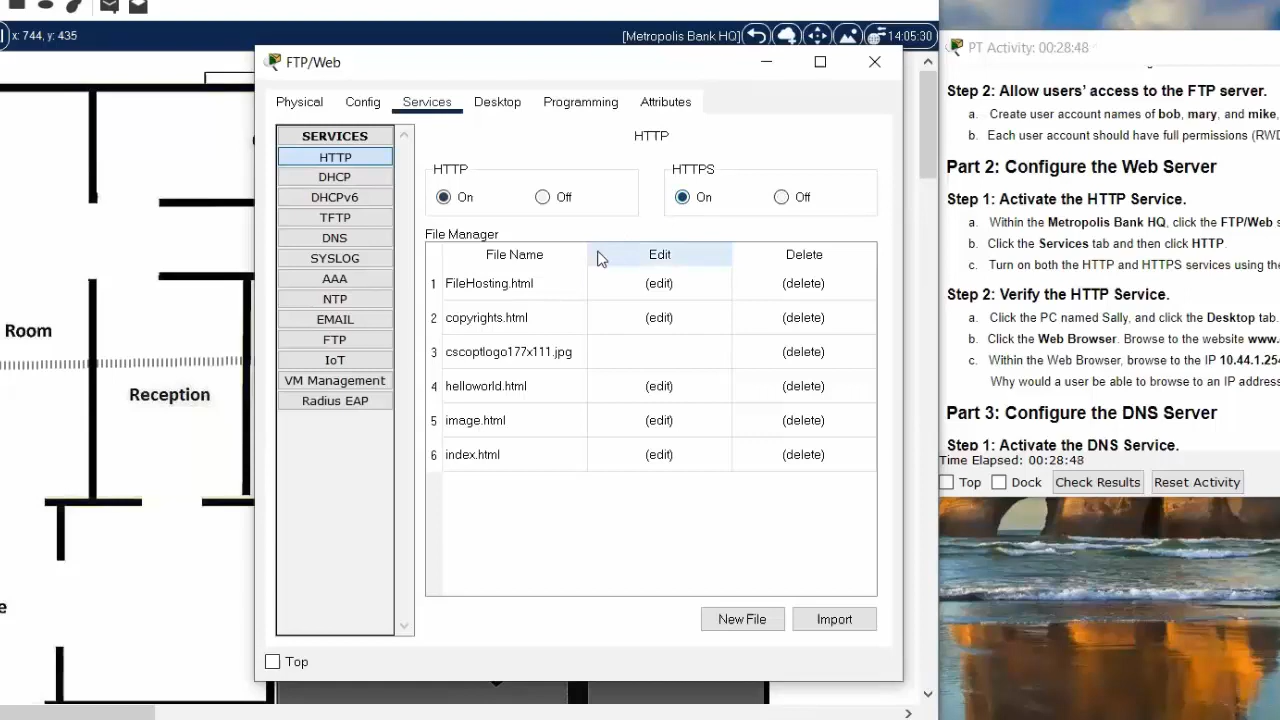 x: 744, y: 435
[Metropolis Bank HQ]
14:05:30
Room
Reception
e
FTP/Web
Physical
Config
Services
Desktop
Programming
Attributes
SERVICES
HTTP
DHCP
DHCPv6
TFTP
DNS
SYSLOG
AAA
NTP
EMAIL
FTP
IoT
VM Management
Radius EAP
HTTP
HTTP
On
Off
HTTPS
On
Off
File Manager
File Name Edit Delete
1 FileHosting.html (edit) (delete)
2 copyrights.html (edit) (delete)
3 cscoptlogo177x111.jpg (delete)
4 helloworld.html (edit) (delete)
5 image.html (edit) (delete)
6 index.html (edit) (delete)
New File
Import
Top
PT Activity: 00:28:48
Step 2: Allow users' access to the FTP server.
a. Create user account names of bob, mary, and mike,
b. Each user account should have full permissions (RWD
Part 2: Configure the Web Server
Step 1: Activate the HTTP Service.
a. Within the Metropolis Bank HQ, click the FTP/Web s
b. Click the Services tab and then click HTTP.
c. Turn on both the HTTP and HTTPS services using the
Step 2: Verify the HTTP Service.
a. Click the PC named Sally, and click the Desktop tab.
b. Click the Web Browser. Browse to the website www.
c. Within the Web Browser, browse to the IP 10.44.1.254
Why would a user be able to browse to an IP address
Part 3: Configure the DNS Server
Step 1: Activate the DNS Service.
Time Elapsed: 00:28:48
Top
Dock
Check Results
Reset Activity